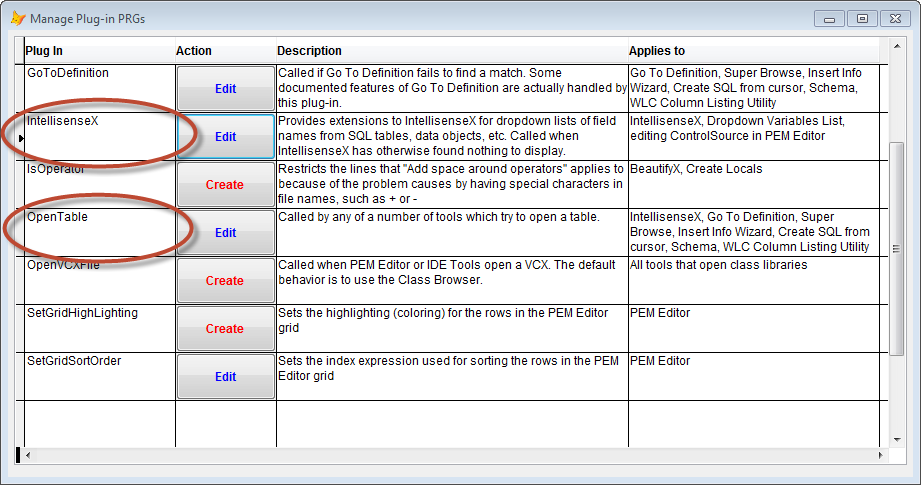 Manage Plug-in PRGs
Plug In Action Description Applies to
GoToDefinition Edit Called if Go To Definition fails to find a match. Some Go To Definition, Super Browse, Insert Info
documented features of Go To Definition are actually handled by Wizard, Create SQL from cursor, Schema,
this plug-in. WLC Column Listing Utility
IntellisenseX Edit Provides extensions to IntellisenseX for dropdown lists of field IntellisenseX, Dropdown Variables List,
names from SQL tables, data objects, etc. Called when editing ControlSource in PEM Editor
IntellisenseX has otherwise found nothing to display.
IsOperator Create Restricts the lines that "Add space around operators" applies to BeautifyX, Create Locals
because of the problem causes by having special characters in
file names, such as + or -
OpenTable Edit Called by any of a number of tools which try to open a table. IntellisenseX, Go To Definition, Super
Browse, Insert Info Wizard, Create SQL from
cursor, Schema, WLC Column Listing Utility
OpenVCXFile Create Called when PEM Editor or IDE Tools open a VCX. The default All tools that open class libraries
behavior is to use the Class Browser.
SetGridHighLighting Create Sets the highlighting (coloring) for the rows in the PEM Editor PEM Editor
grid
SetGridSortOrder Edit Sets the index expression used for sorting the rows in the PEM PEM Editor
Editor grid